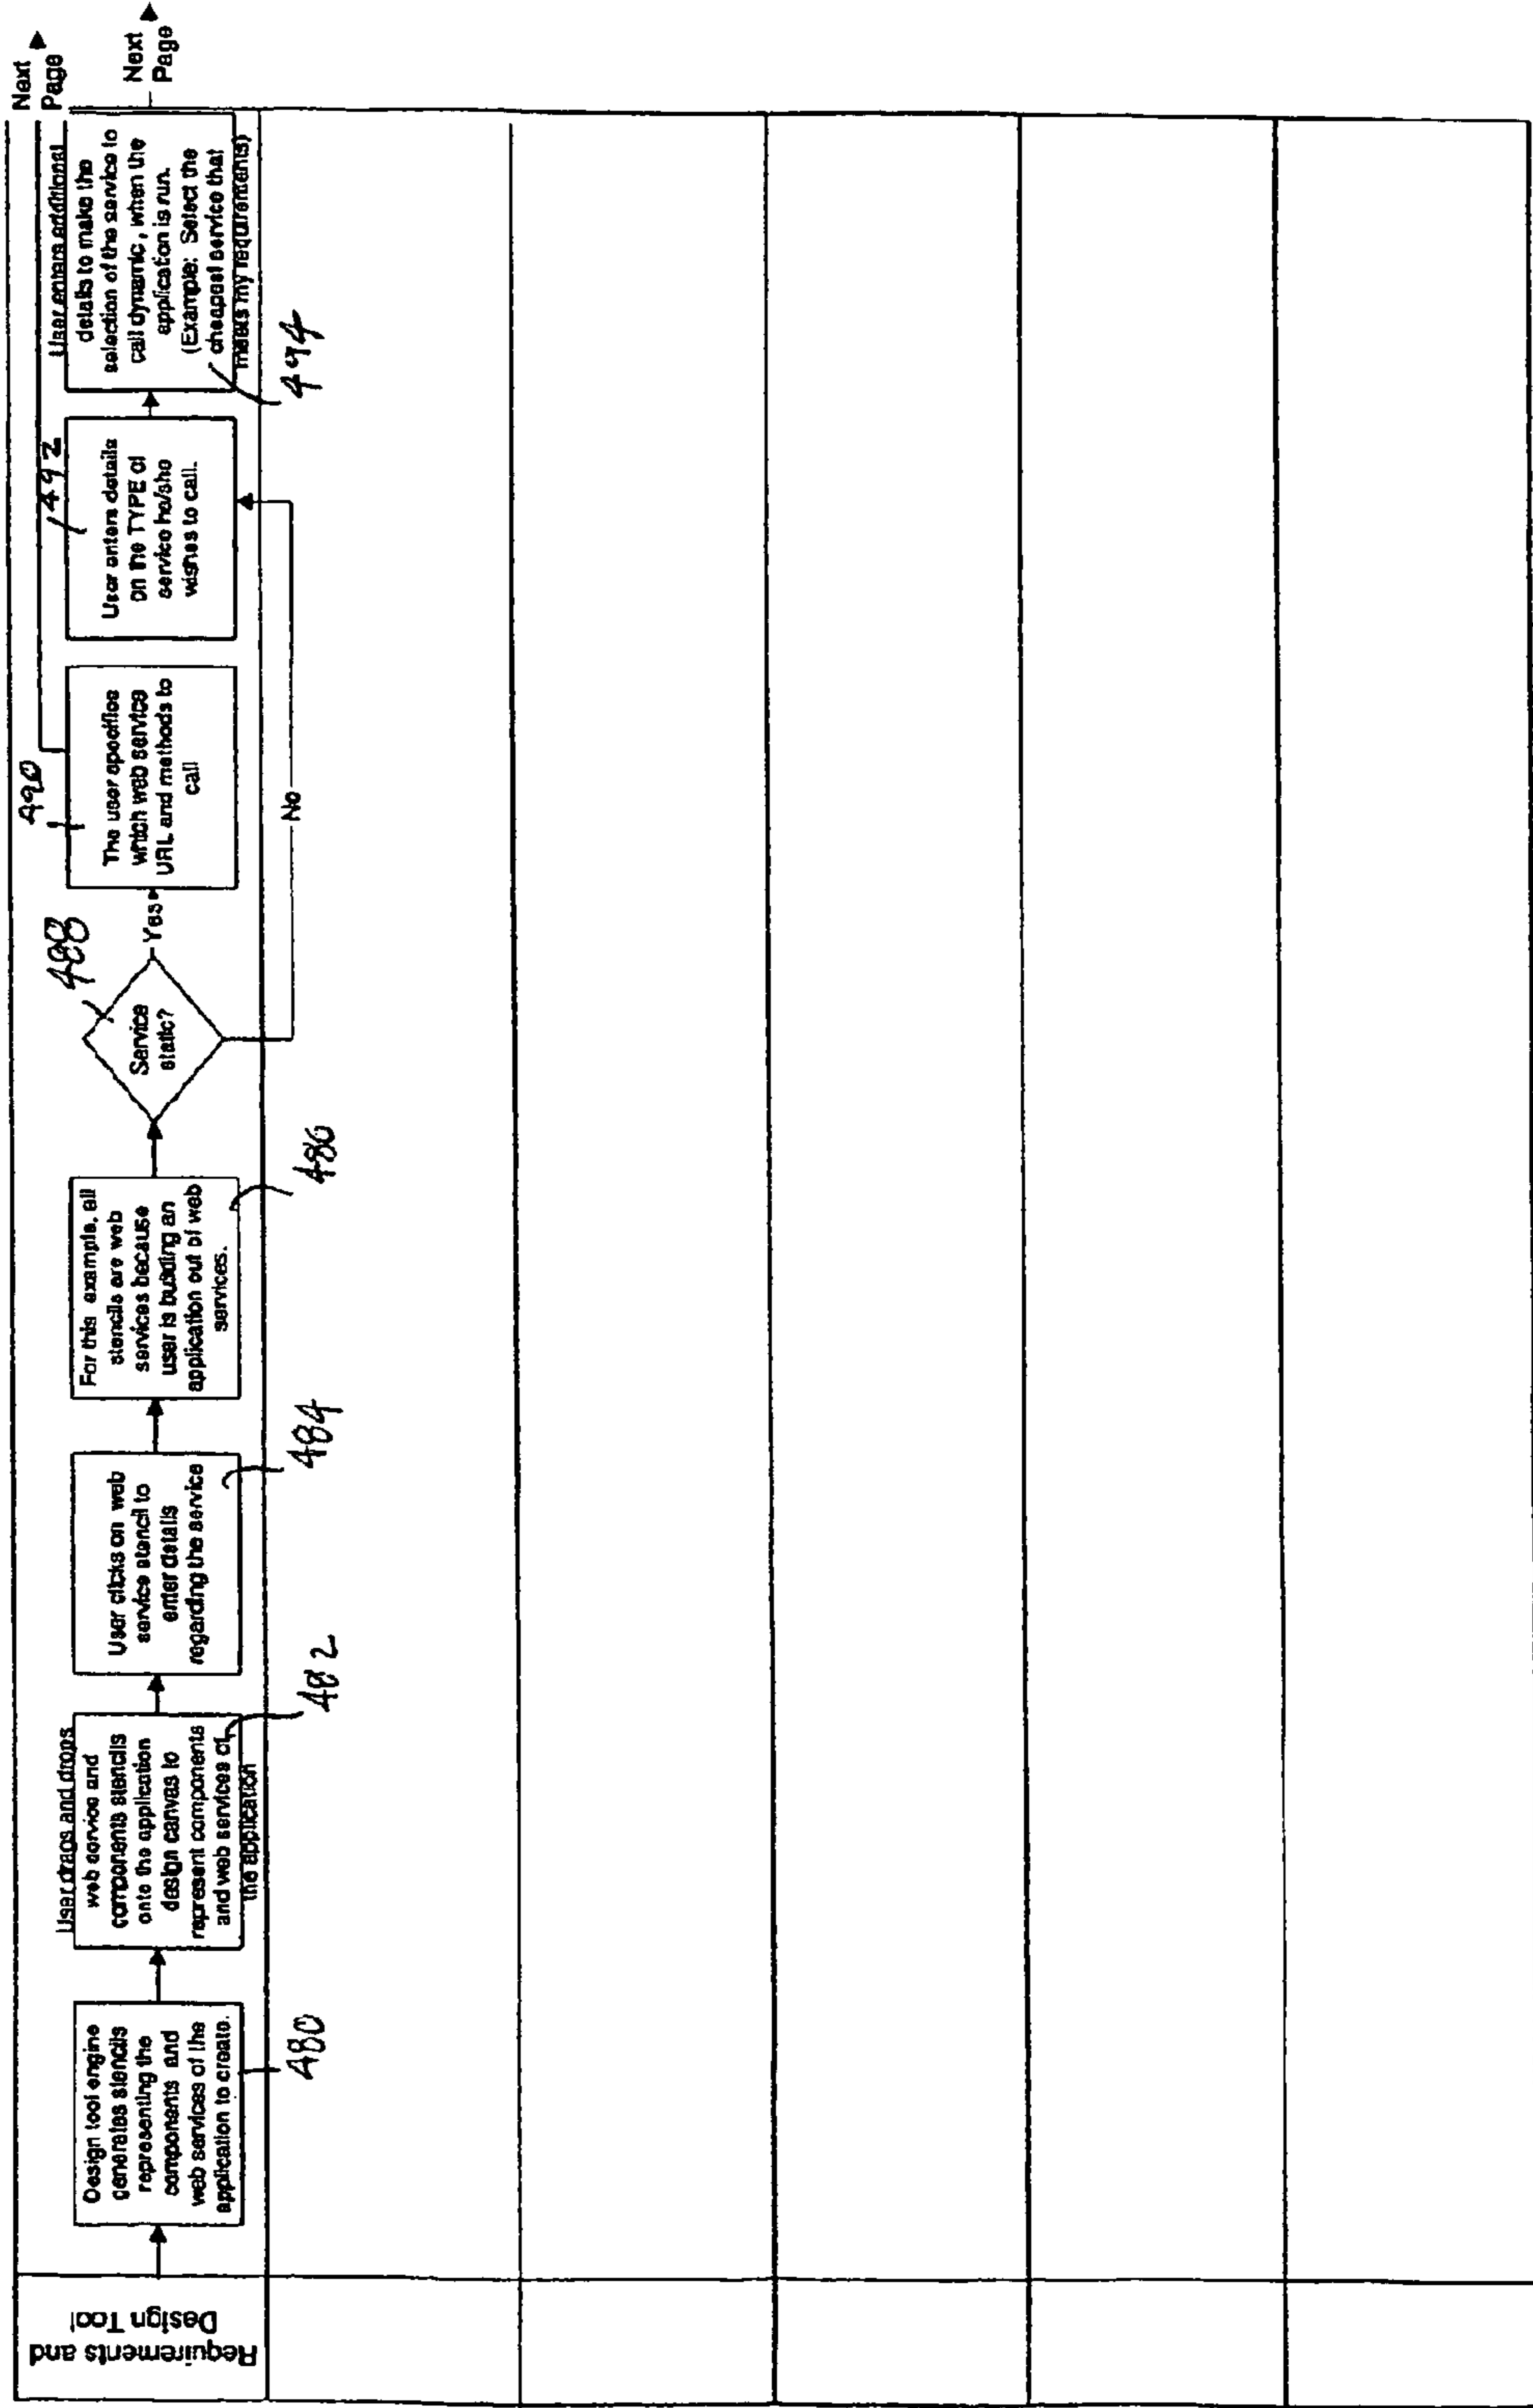 Requirements and
Design Tool
Design tool engine
generates stencils
representing the
components and
web services of the
application to create.
480
User drags and drops
web service and
components stencils
onto the application
design canvas to
represent components
and web services of
the application
482
User clicks on web
service stencil to
enter details
regarding the service
484
For this example, all
stencils are web
services because
user is building an
application out of web
services.
486
Service
static?
488
Yes
No
The user specifies
which web service
URL and methods to
call
490
User enters details
on the TYPE of
service he/she
wishes to call.
492
User enters additional
details to make the
selection of the service to
call dynamic, when the
application is run.
(Example: Select the
cheapest service that
meets my requirements)
494
Next
Page
Next
Page